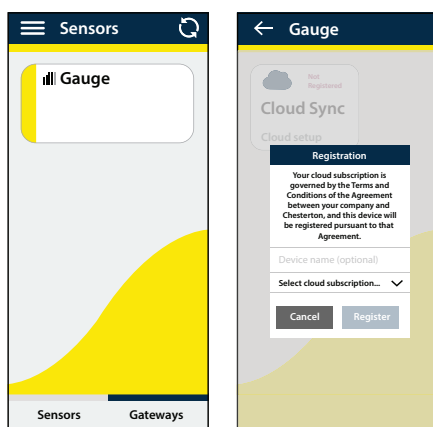 Sensors
Gauge
Sensors
Gateways
Gauge
Not
Registered
Cloud Sync
Cloud setup
Registration
Your cloud subscription is
governed by the Terms and
Conditions of the Agreement
between your company and
Chesterton, and this device will
be registered pursuant to that
Agreement.
Device name (optional)
Select cloud subscription...
Cancel
Register